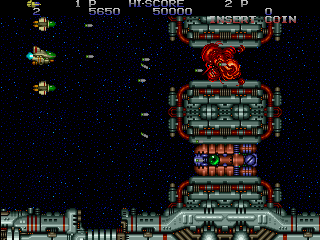 1 P HI-SCORE 2 P
2 5650 50000 0
INSERT COIN